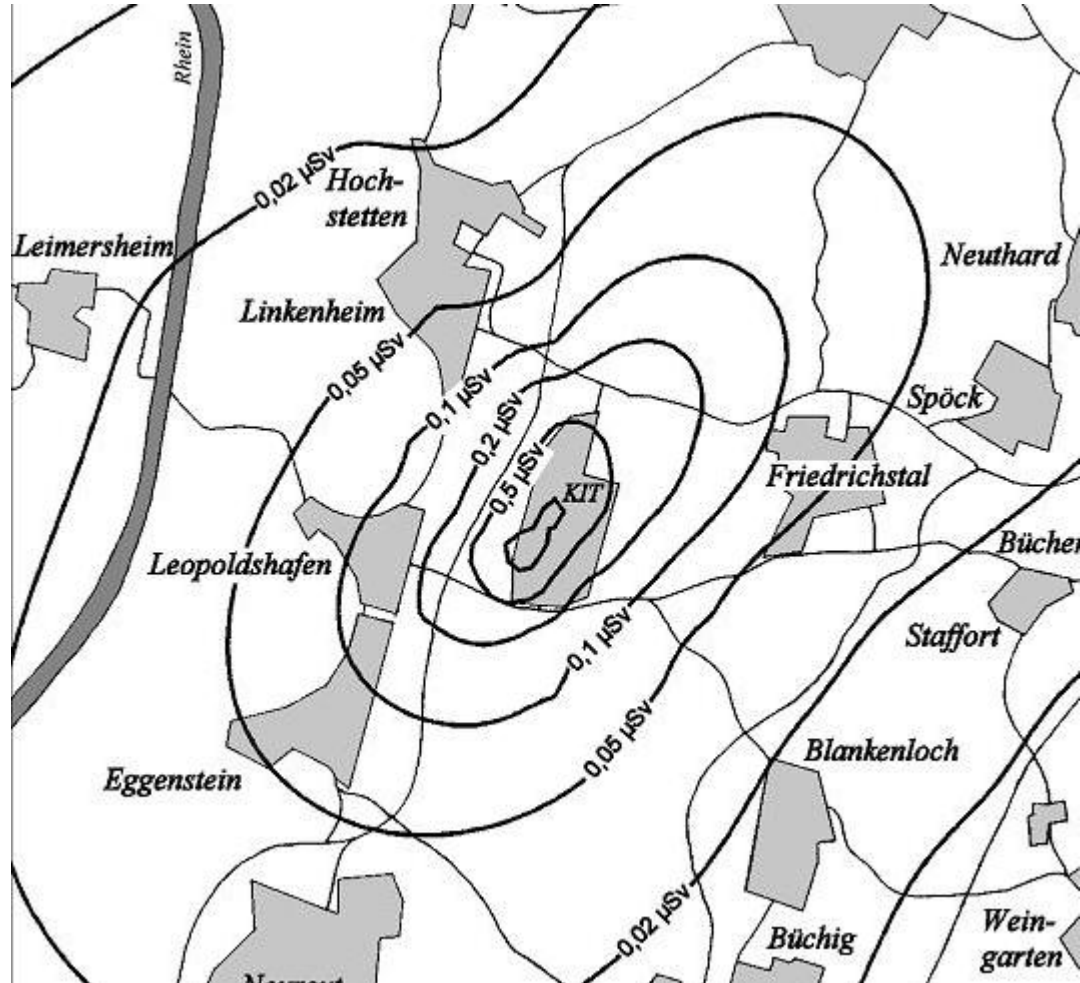 Rhein
0,02 µSv
Hoch-
stetten
Leimersheim
Neuthard
Linkenheim
0,05 µSv
0,1 µSv
0,2 µSv
0,5 µSv
Spöck
KIT
Friedrichstal
Leopoldshafen
Bücher
Staffort
0,1 µSv
0,05 µSv
Blankenloch
Eggenstein
0,02 µSv
Büchig
Wein-
garten